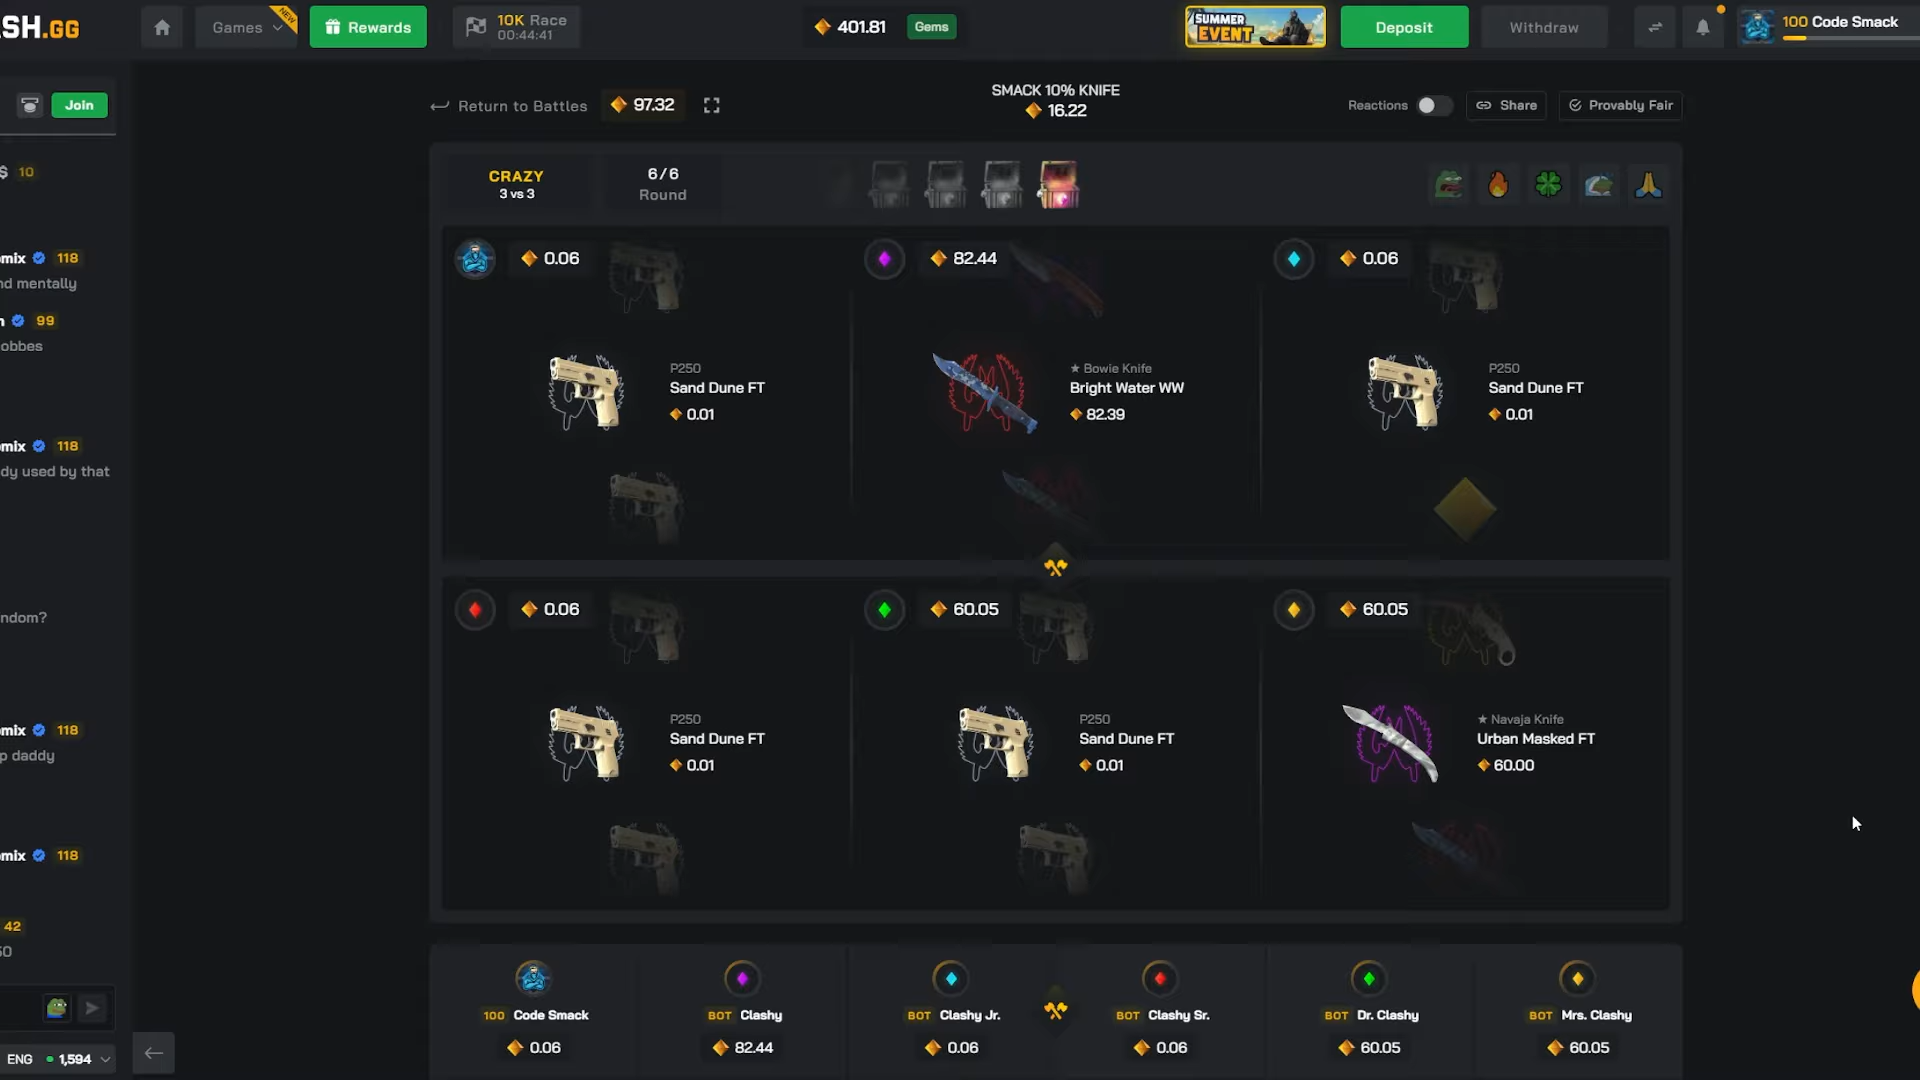 SH.GG
Games
NEW
Rewards
10K Race
00:44:41
401.81
Gems
SUMMER
EVENT
Deposit
Withdraw
100 Code Smack
Join
Return to Battles
97.32
SMACK 10% KNIFE
16.22
Reactions
Share
Provably Fair
$ 10
mix 118
nd mentally
99
obbes
mix 118
dy used by that
ndom?
mix 118
p daddy
mix 118
42
ENG
1,594
CRAZY
3 vs 3
6/6
Round
0.06
P250
Sand Dune FT
0.01
82.44
★ Bowie Knife
Bright Water WW
82.39
0.06
P250
Sand Dune FT
0.01
0.06
P250
Sand Dune FT
0.01
60.05
P250
Sand Dune FT
0.01
60.05
★ Navaja Knife
Urban Masked FT
60.00
100 Code Smack
0.06
BOT Clashy
82.44
BOT Clashy Jr.
0.06
BOT Clashy Sr.
0.06
BOT Dr. Clashy
60.05
BOT Mrs. Clashy
60.05